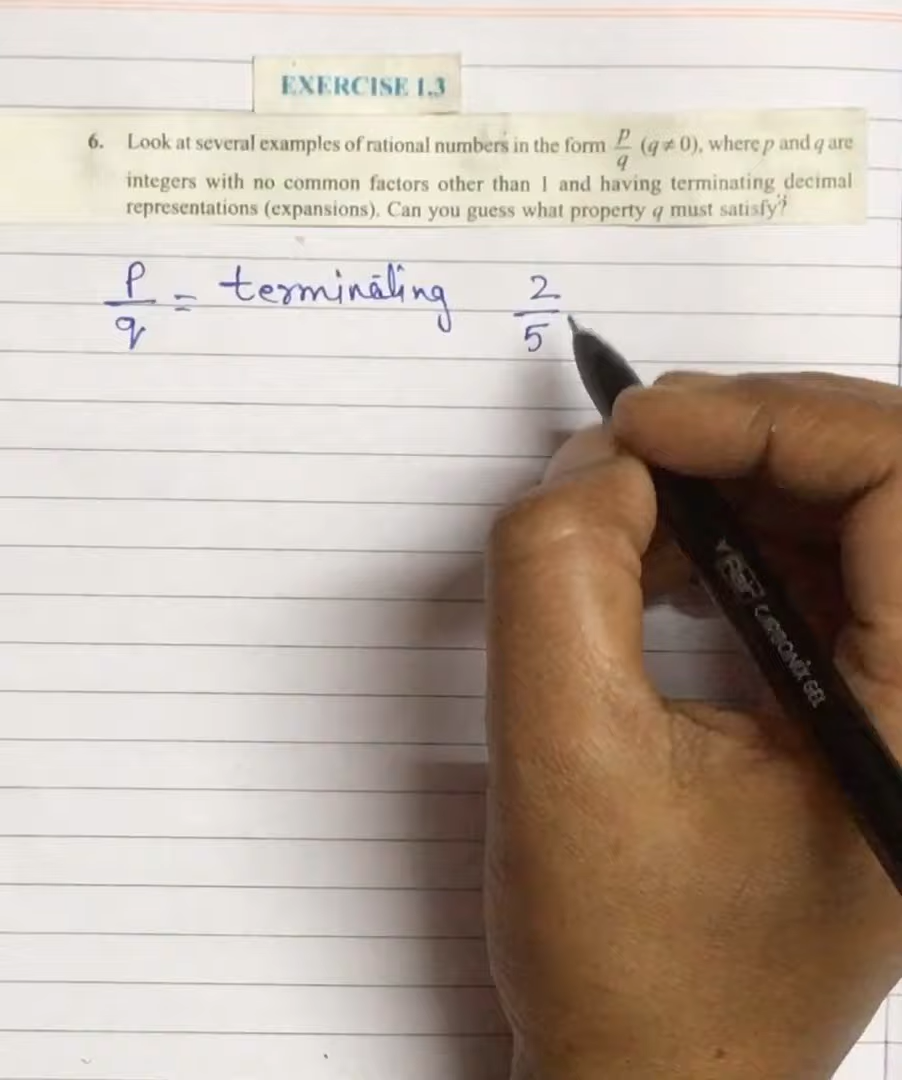 EXERCISE 1.3
6. Look at several examples of rational numbers in the form p/q (q ≠ 0), where p and q are
integers with no common factors other than 1 and having terminating decimal
representations (expansions). Can you guess what property q must satisfy?
p/q = terminating 2/5
CARBONIX GEL